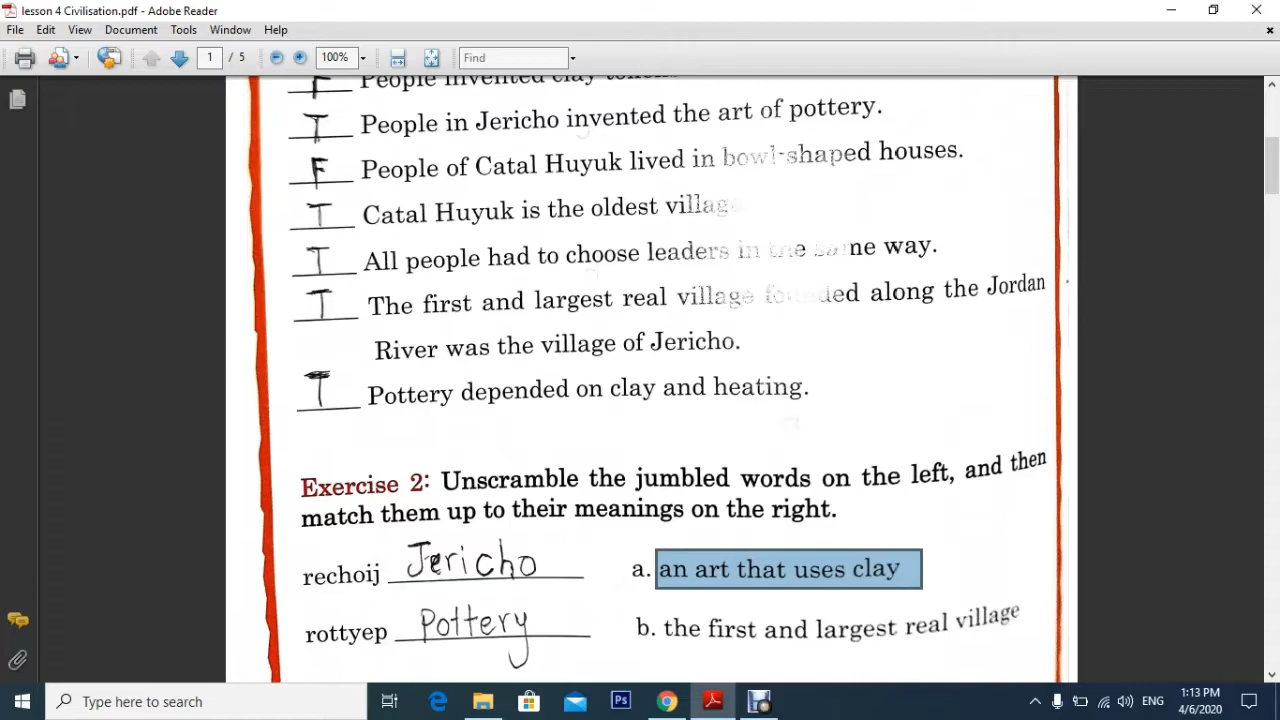 lesson 4 Civilisation.pdf - Adobe Reader
File Edit View Document Tools Window Help
1 / 5 100% Find
F People invented clay tokens
T People in Jericho invented the art of pottery.
F People of Catal Huyuk lived in bowl-shaped houses.
T Catal Huyuk is the oldest village
T All people had to choose leaders in the same way.
T The first and largest real village founded along the Jordan
River was the village of Jericho.
T Pottery depended on clay and heating.
Exercise 2: Unscramble the jumbled words on the left, and then
match them up to their meanings on the right.
rechoij Jericho a. an art that uses clay
rottyep Pottery b. the first and largest real village
Type here to search
ENG
1:13 PM
4/6/2020